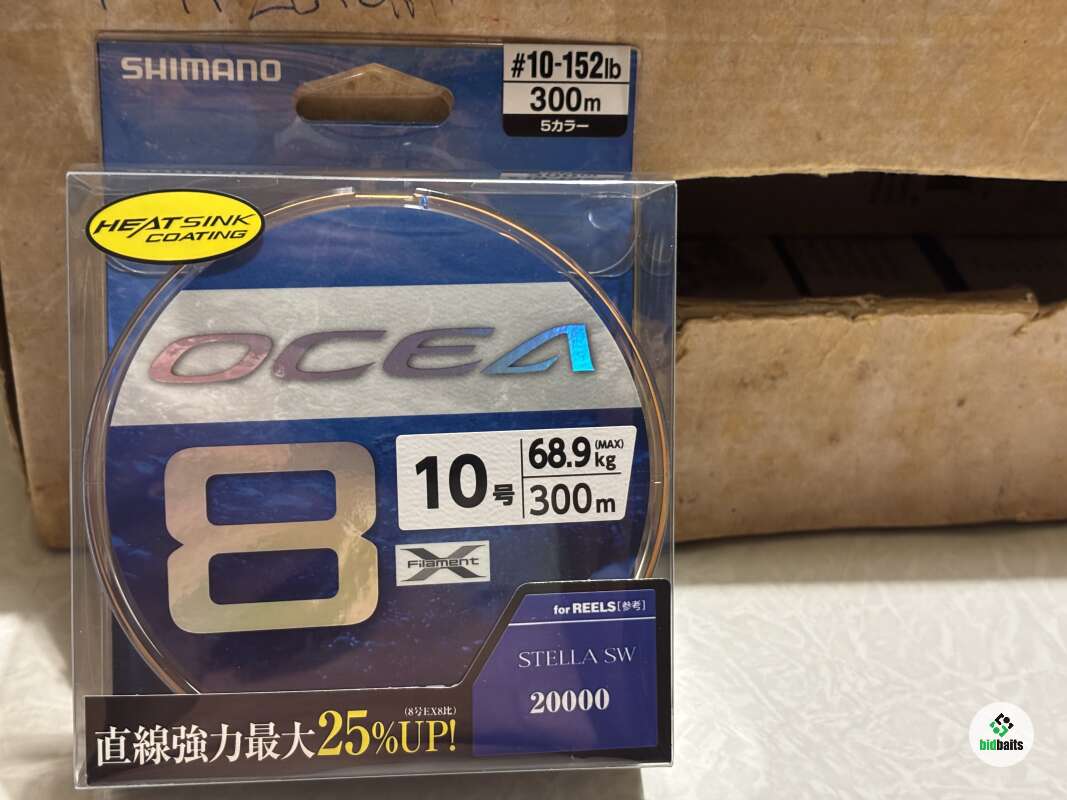 SHIMANO
#10-152lb
300m
5カラー
HEATSINK
COATING
OCEA
8
10号
68.9kg
(MAX)
300m
X
Filament
for REELS[参考]
STELLA SW
20000
(8号EX8比)
直線強力最大25%UP!
bidbaits